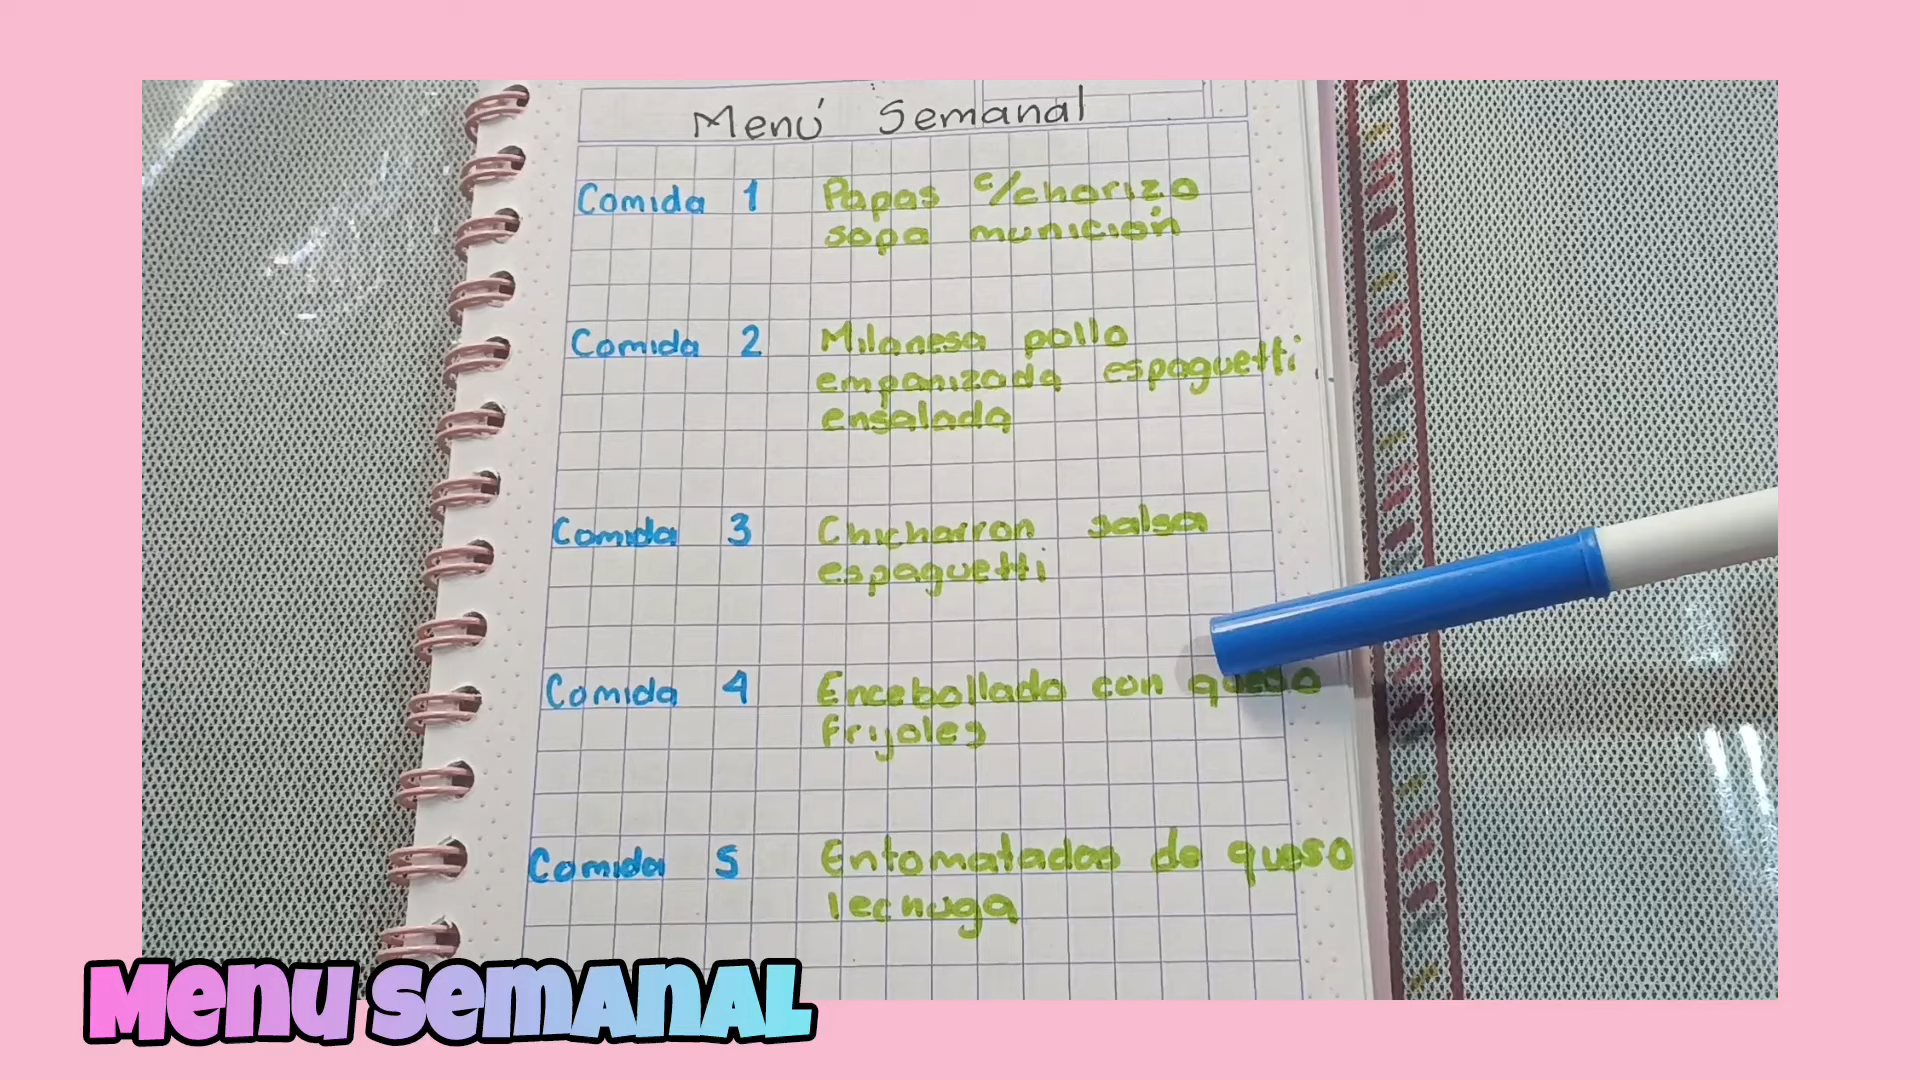 Menú Semanal
Comida 1 Papas c/chorizo
sopa munición
Comida 2 Milanesa pollo
empanizada espaguetti
ensalada
Comida 3 Chicharron salsa
espaguetti
Comida 4 Encebollado con queso
Frijoles
Comida 5 Entomatados de queso
lechuga
Menu semanal